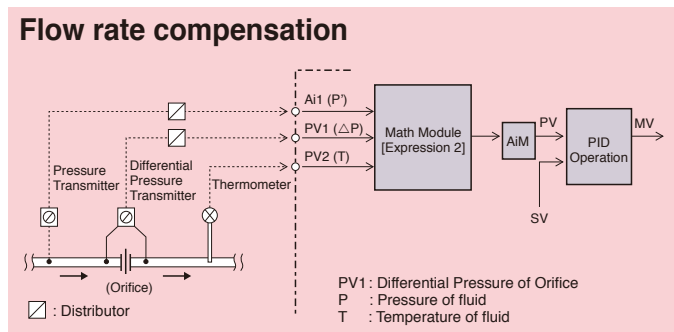 Flow rate compensation
Ai1 (P')
PV1 (△P)
PV2 (T)
Math Module
[Expression 2]
AiM
PV
PID
Operation
MV
SV
Pressure
Transmitter
Differential
Pressure
Transmitter
Thermometer
(Orifice)
: Distributor
PV1 : Differential Pressure of Orifice
P : Pressure of fluid
T : Temperature of fluid